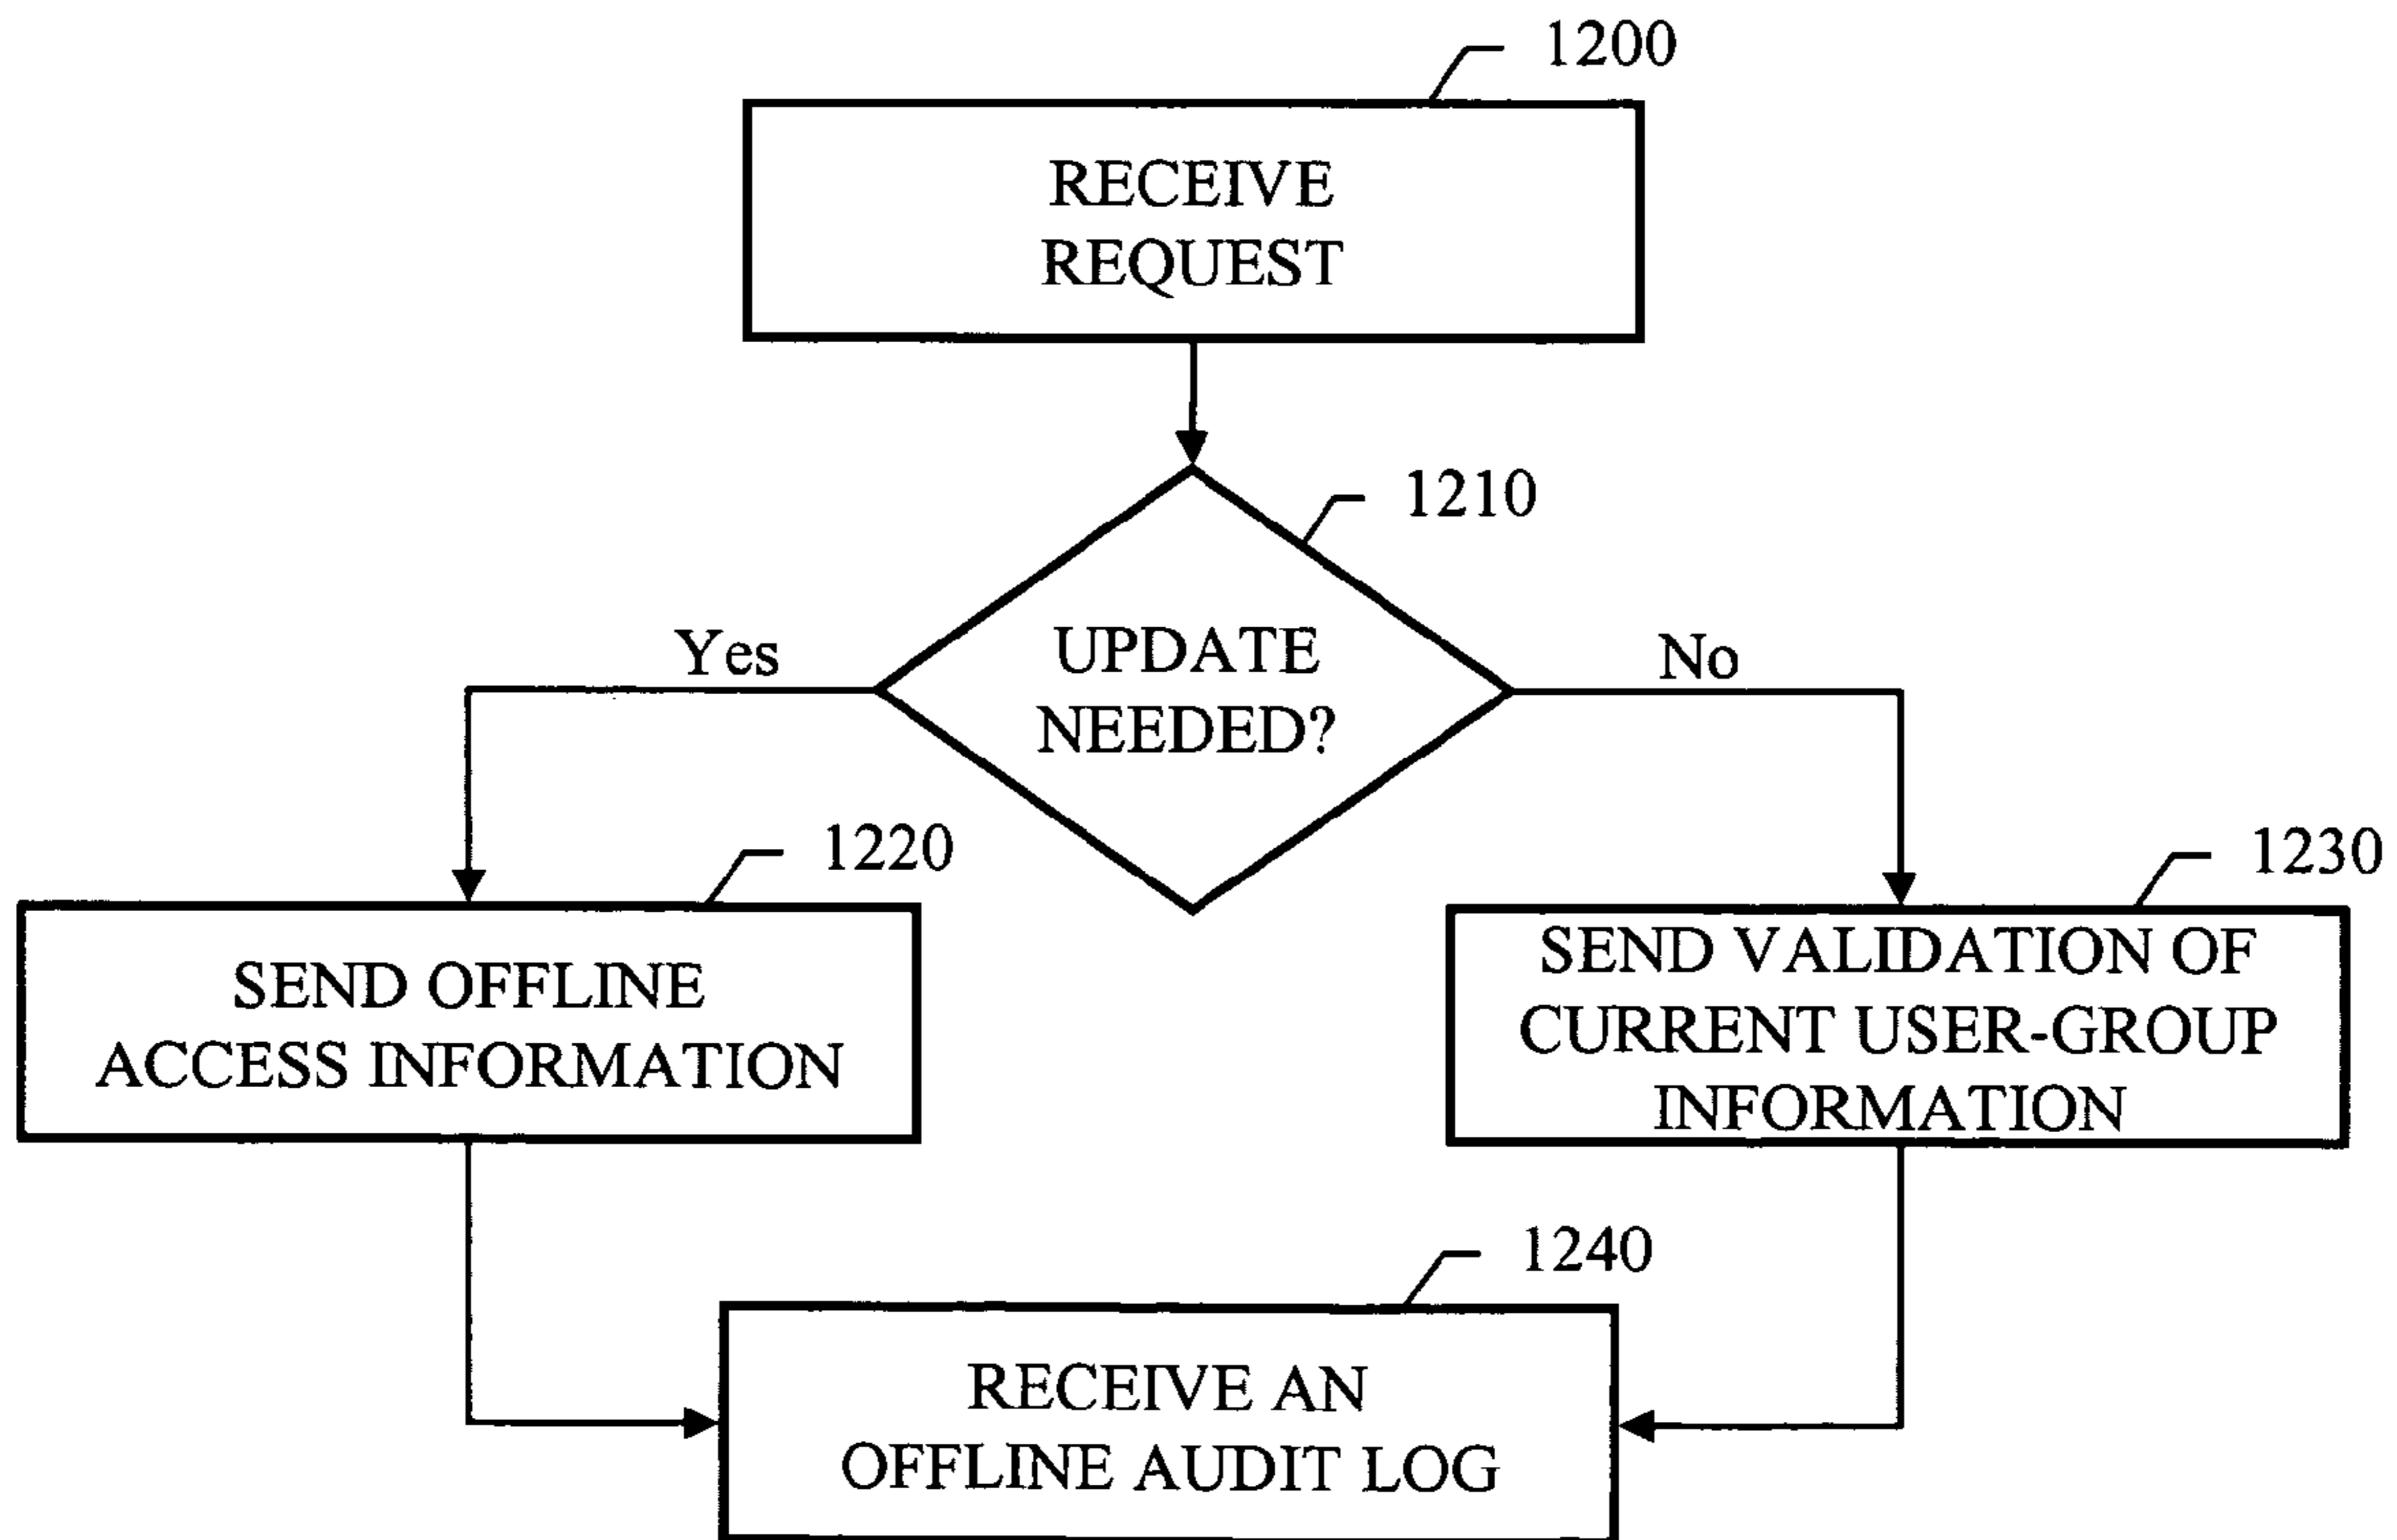 1200
RECEIVE
REQUEST
1210
UPDATE
NEEDED?
Yes
No
1220
SEND OFFLINE
ACCESS INFORMATION
1230
SEND VALIDATION OF
CURRENT USER-GROUP
INFORMATION
1240
RECEIVE AN
OFFLINE AUDIT LOG